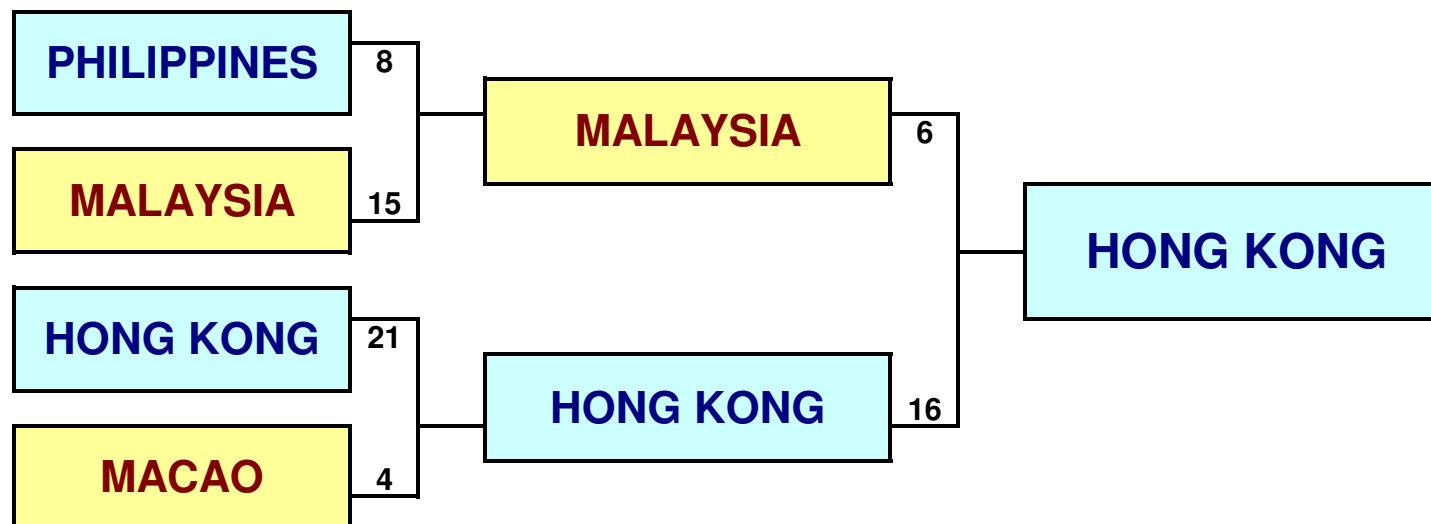 PHILIPPINES
8
MALAYSIA
15
HONG KONG
21
MACAO
4
MALAYSIA
6
HONG KONG
16
HONG KONG